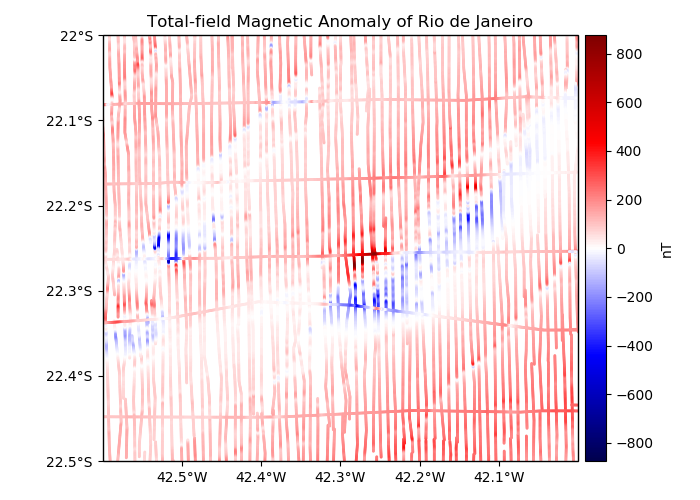 Total-field Magnetic Anomaly of Rio de Janeiro
22°S
22.1°S
22.2°S
22.3°S
22.4°S
22.5°S
42.5°W
42.4°W
42.3°W
42.2°W
42.1°W
800
600
400
200
0
−200
−400
−600
−800
nT